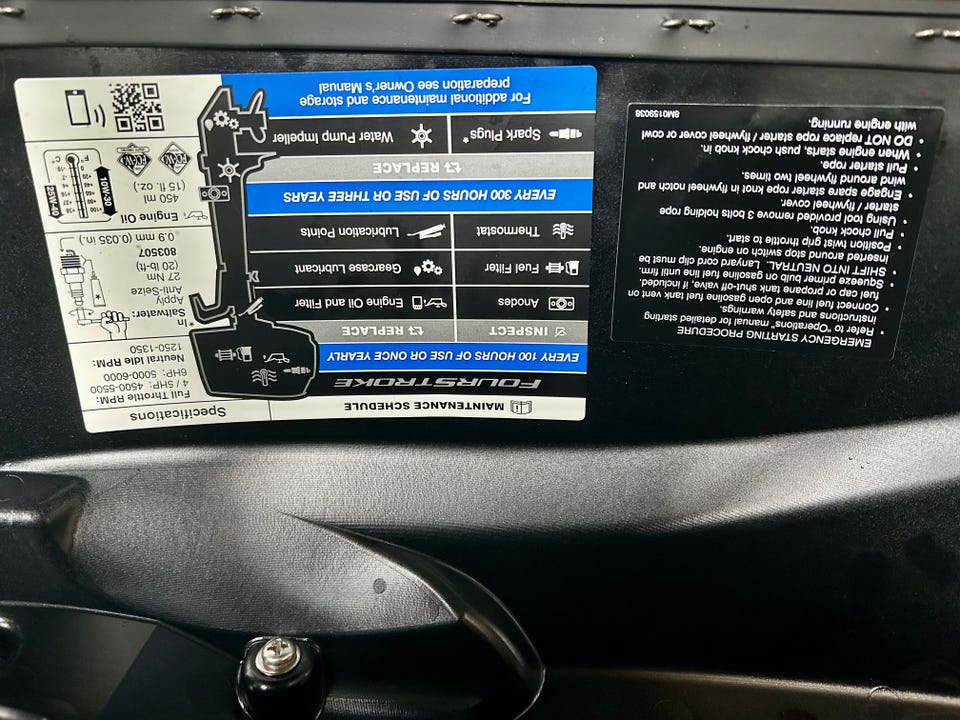 MAINTENANCE SCHEDULE
FOURSTROKE
EVERY 100 HOURS OF USE OR ONCE YEARLY
INSPECT
REPLACE
Anodes
Engine Oil and Filter
Fuel Filter
Gearcase Lubricant
Thermostat
Lubrication Points
EVERY 300 HOURS OF USE OR THREE YEARS
REPLACE
Spark Plugs*
Water Pump Impeller
For additional maintenance and storage
preparation see Owner's Manual
Specifications
Full Throttle RPM:
4 / 5HP: 4500-5500
6HP: 5000-6000
Neutral Idle RPM:
1250-1350
* In
Saltwater:
Apply
Anti-Seize
27 Nm
(20 lb-ft)
803507
0.9 mm (0.035 in.)
Engine Oil
450 ml
(15 fl. oz.)
10W-30
25W-40
F°
C°
FC-W
FC-W
EMERGENCY STARTING PROCEDURE
• Refer to "Operations" manual for detailed starting
instructions and safety warnings.
• Connect fuel line and open gasoline fuel tank vent on
fuel cap or propane tank shut-off valve, if included.
• Squeeze primer bulb on gasoline fuel line until firm.
• SHIFT INTO NEUTRAL. Lanyard cord clip must be
inserted around stop switch on engine.
• Position twist grip throttle to start.
• Pull chock knob.
• Using tool provided remove 3 bolts holding rope
starter / flywheel cover.
• Engage spare starter rope knot in flywheel notch and
wind around flywheel two times.
• Pull starter rope.
• When engine starts, push chock knob in.
• DO NOT replace rope starter flywheel cover or cowl
with engine running.
8M0159038